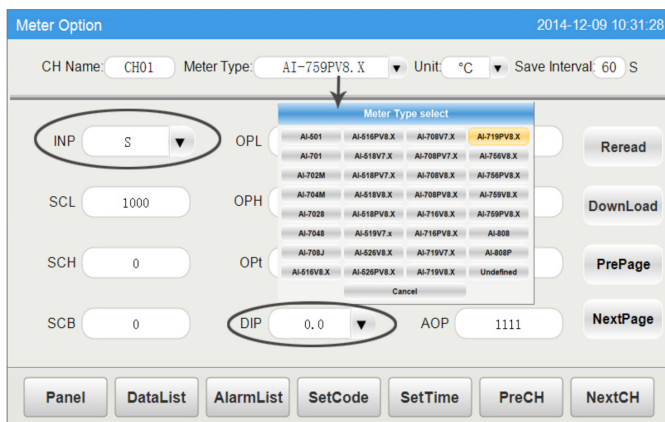 Meter Option 2014-12-09 10:31:28
CH Name: CH01 Meter Type: AI-759PV8.X Unit: °C Save Interval: 60 S
Meter Type select
INP S OPL
AI-501 AI-516PV8.X AI-708V7.X AI-719PV8.X
AI-701 AI-518V7.X AI-708PV7.X AI-756V8.X
AI-702M AI-518PV7.X AI-708V8.X AI-756PV8.X
AI-704M AI-518V8.X AI-708PV8.X AI-759V8.X
AI-7028 AI-518PV8.X AI-716V8.X AI-759PV8.X
AI-7048 AI-519V7.x AI-716PV8.X AI-808
AI-708J AI-526V8.X AI-719V7.X AI-808P
AI-516V8.X AI-526PV8.X AI-719V8.X Undefined
Cancel
Reread
SCL 1000 OPH
DownLoad
SCH 0 OPt
PrePage
SCB 0 DIP 0.0 AOP 1111
NextPage
Panel DataList AlarmList SetCode SetTime PreCH NextCH